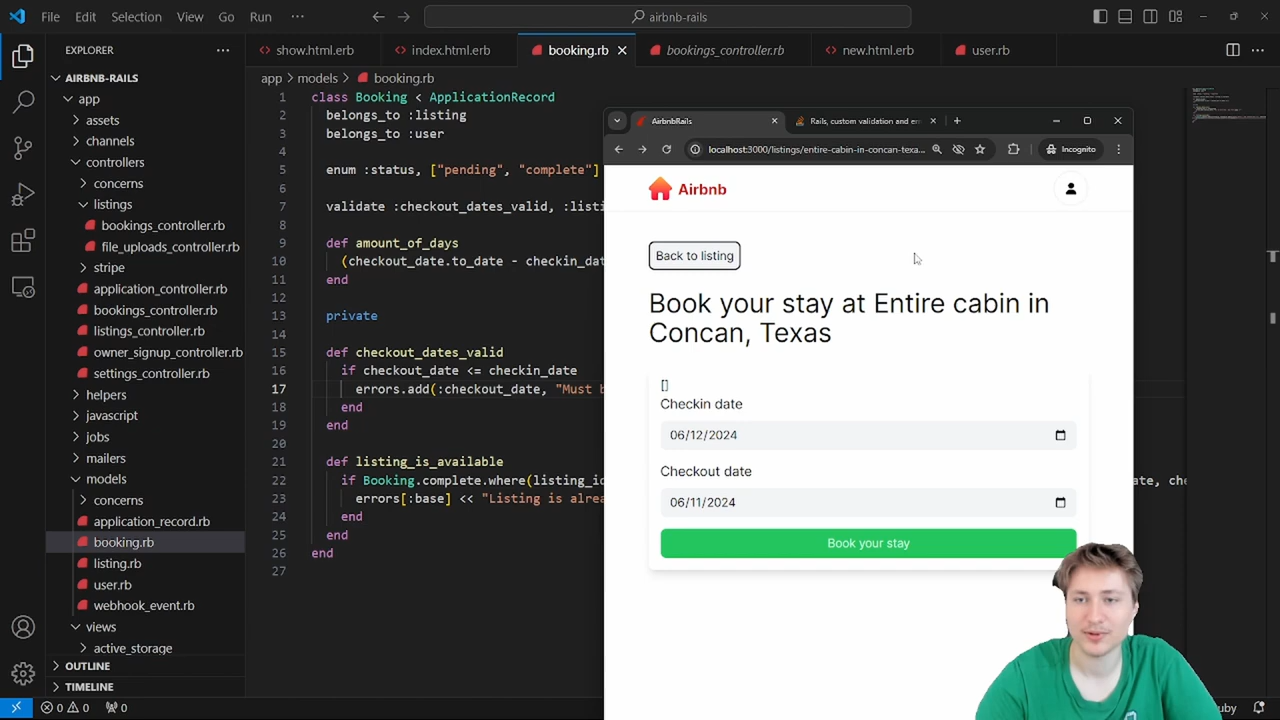 File Edit Selection View Go Run ···
airbnb-rails
EXPLORER ···
show.html.erb index.html.erb booking.rb bookings_controller.rb new.html.erb user.rb
AIRBNB-RAILS
app
assets
channels
controllers
concerns
listings
bookings_controller.rb
file_uploads_controller.rb
stripe
application_controller.rb
bookings_controller.rb
listings_controller.rb
owner_signup_controller.rb
settings_controller.rb
helpers
javascript
jobs
mailers
models
concerns
application_record.rb
booking.rb
listing.rb
user.rb
webhook_event.rb
views
active_storage
OUTLINE
TIMELINE
app > models > booking.rb
1 class Booking < ApplicationRecord
2 belongs_to :listing
3 belongs_to :user
4
5 enum :status, ["pending", "complete"]
6
7 validate :checkout_dates_valid, :listi
8
9 def amount_of_days
10 (checkout_date.to_date - checkin_dat
11 end
12
13 private
14
15 def checkout_dates_valid
16 if checkout_date <= checkin_date
17 errors.add(:checkout_date, "Must b
18 end
19 end
20
21 def listing_is_available
22 if Booking.complete.where(listing_id ate, che
23 errors[:base] << "Listing is alrea
24 end
25 end
26 end
27
AirbnbRails
Rails, custom validation and er
localhost:3000/listings/entire-cabin-in-concan-texa...
Incognito
Airbnb
Back to listing
Book your stay at Entire cabin in
Concan, Texas
[]
Checkin date
06/12/2024
Checkout date
06/11/2024
Book your stay
0 0 0
uby